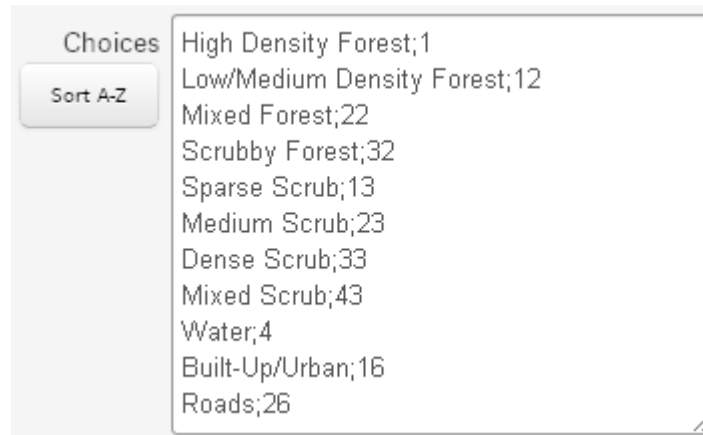 Choices
Sort A-Z
High Density Forest;1
Low/Medium Density Forest;12
Mixed Forest;22
Scrubby Forest;32
Sparse Scrub;13
Medium Scrub;23
Dense Scrub;33
Mixed Scrub;43
Water;4
Built-Up/Urban;16
Roads;26